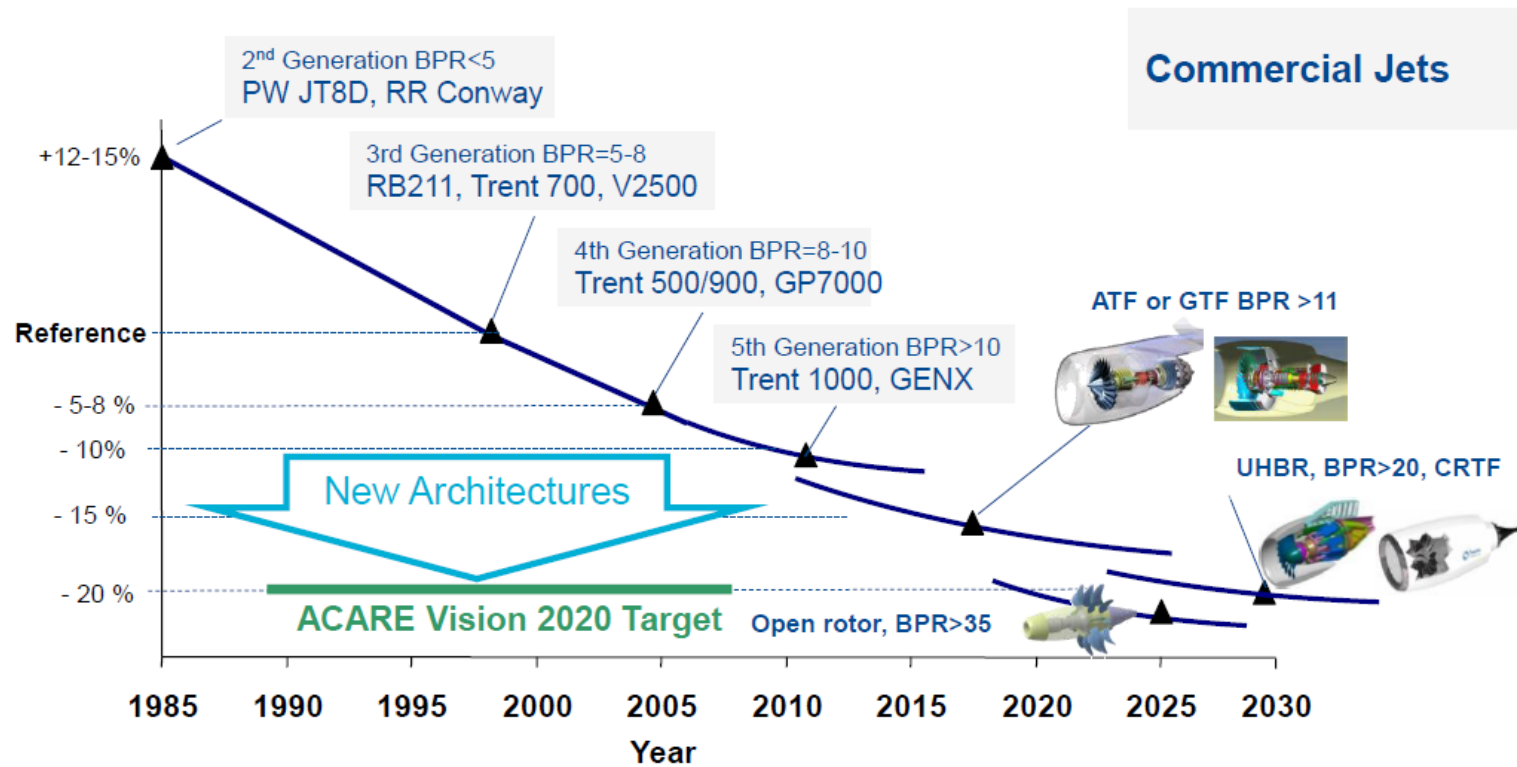 Commercial Jets
2nd Generation BPR<5
PW JT8D, RR Conway
3rd Generation BPR=5-8
RB211, Trent 700, V2500
4th Generation BPR=8-10
Trent 500/900, GP7000
5th Generation BPR>10
Trent 1000, GENX
ATF or GTF BPR >11
UHBR, BPR>20, CRTF
Open rotor, BPR>35
+12-15%
Reference
- 5-8 %
- 10%
- 15 %
- 20 %
New Architectures
ACARE Vision 2020 Target
1985 1990 1995 2000 2005 2010 2015 2020 2025 2030
Year